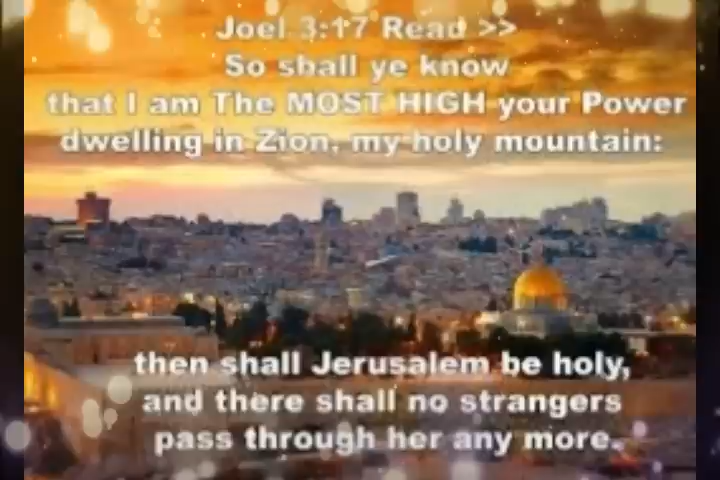 Joel 3:17 Read >>
So shall ye know
that I am The MOST HIGH your Power
dwelling in Zion, my holy mountain:
then shall Jerusalem be holy,
and there shall no strangers
pass through her any more.